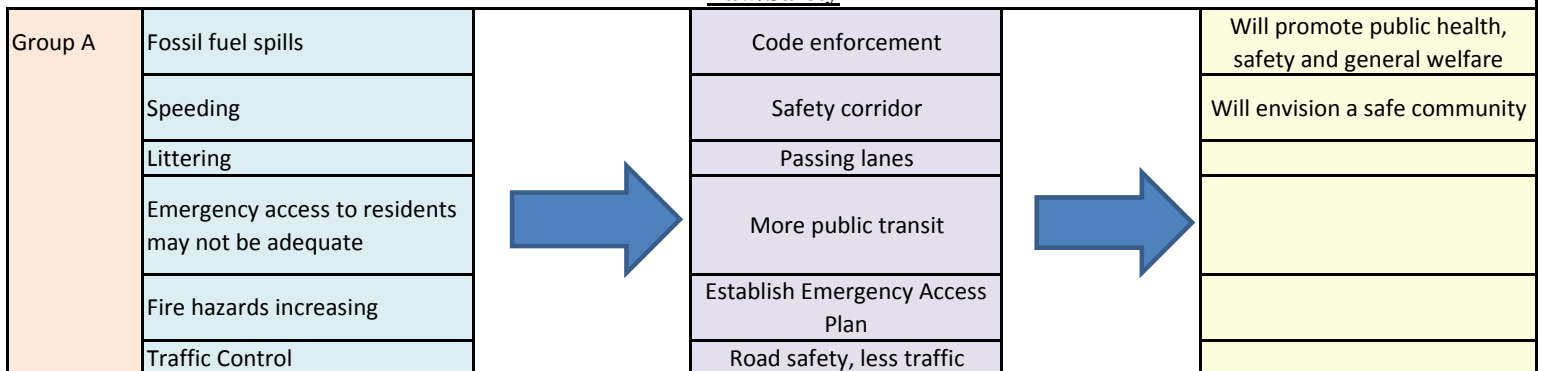 Group A
Fossil fuel spills
Code enforcement
Will promote public health,
safety and general welfare
Speeding
Safety corridor
Will envision a safe community
Littering
Passing lanes
Emergency access to residents
may not be adequate
More public transit
Fire hazards increasing
Establish Emergency Access
Plan
Traffic Control
Road safety, less traffic